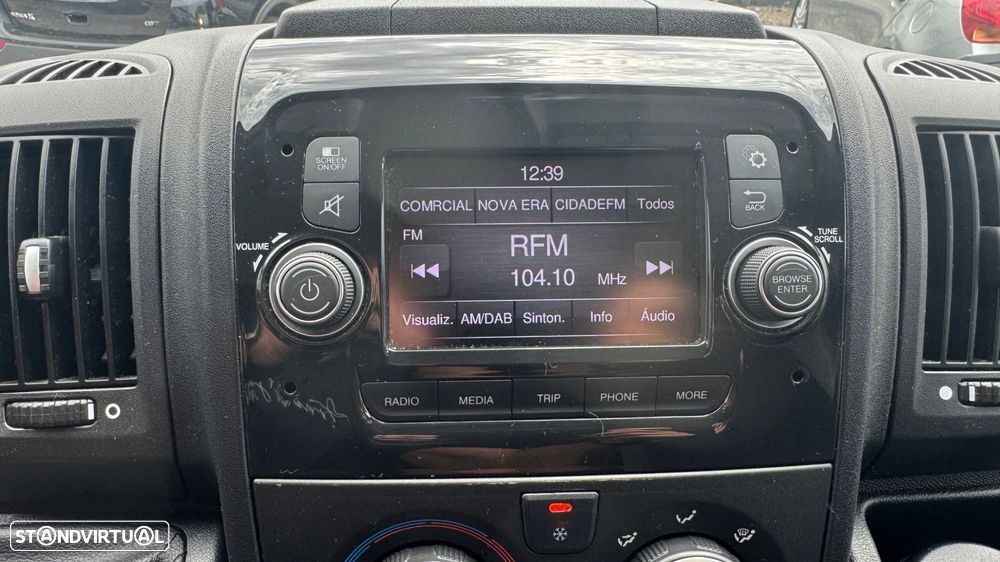 SCREEN
ON/OFF
12:39
COMRCIAL NOVA ERA CIDADEFM Todos
BACK
FM
VOLUME
RFM
TUNE
SCROLL
104.10 MHz
BROWSE
ENTER
Visualiz. AM/DAB Sinton. Info Áudio
RADIO MEDIA TRIP PHONE MORE
STANDVIRTUAL